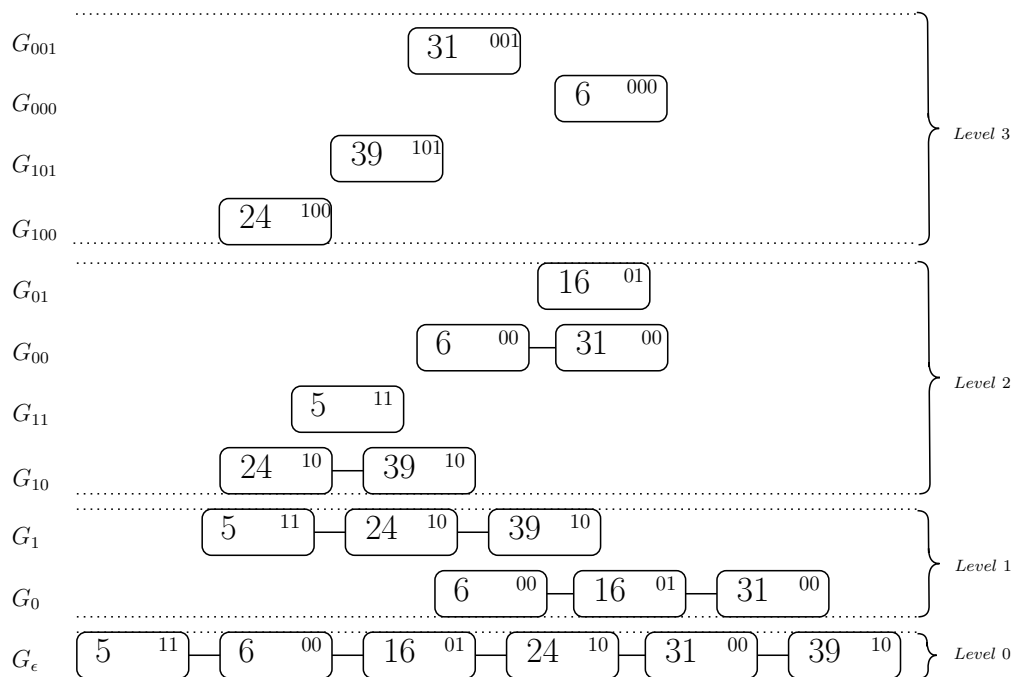 G001 31 001
G000 6 000
Level 3
G101 39 101
G100 24 100
G01 16 01
G00 6 00 31 00
Level 2
G11 5 11
G10 24 10 39 10
G1 5 11 24 10 39 10
Level 1
G0 6 00 16 01 31 00
Gϵ 5 11 6 00 16 01 24 10 31 00 39 10 Level 0